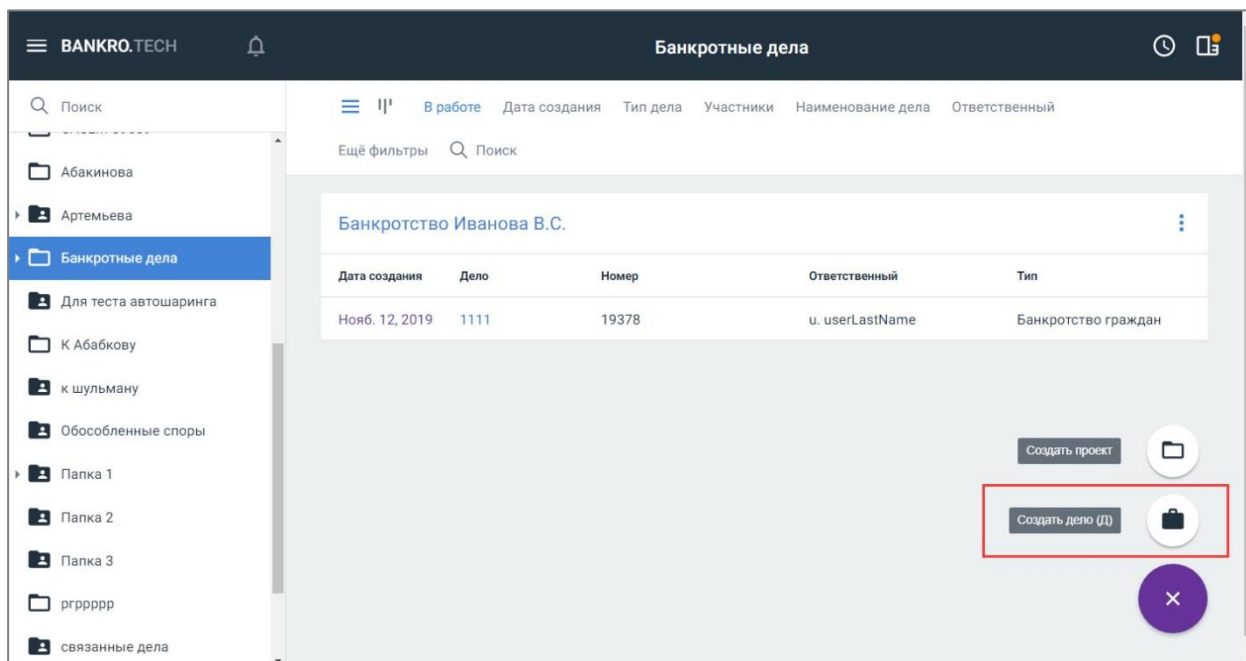 BANKRO.TECH
Банкротные дела
Поиск
В работе Дата создания Тип дела Участники Наименование дела Ответственный
Ещё фильтры Поиск
Абакинова
Артемьева
Банкротные дела
Для теста автошаринга
К Абабкову
к шульману
Обособленные споры
Папка 1
Папка 2
Папка 3
ргррррр
связанные дела
Банкротство Иванова В.С.
Дата создания Дело Номер Ответственный Тип
Нояб. 12, 2019 1111 19378 u. userLastName Банкротство граждан
Создать проект
Создать дело (Д)